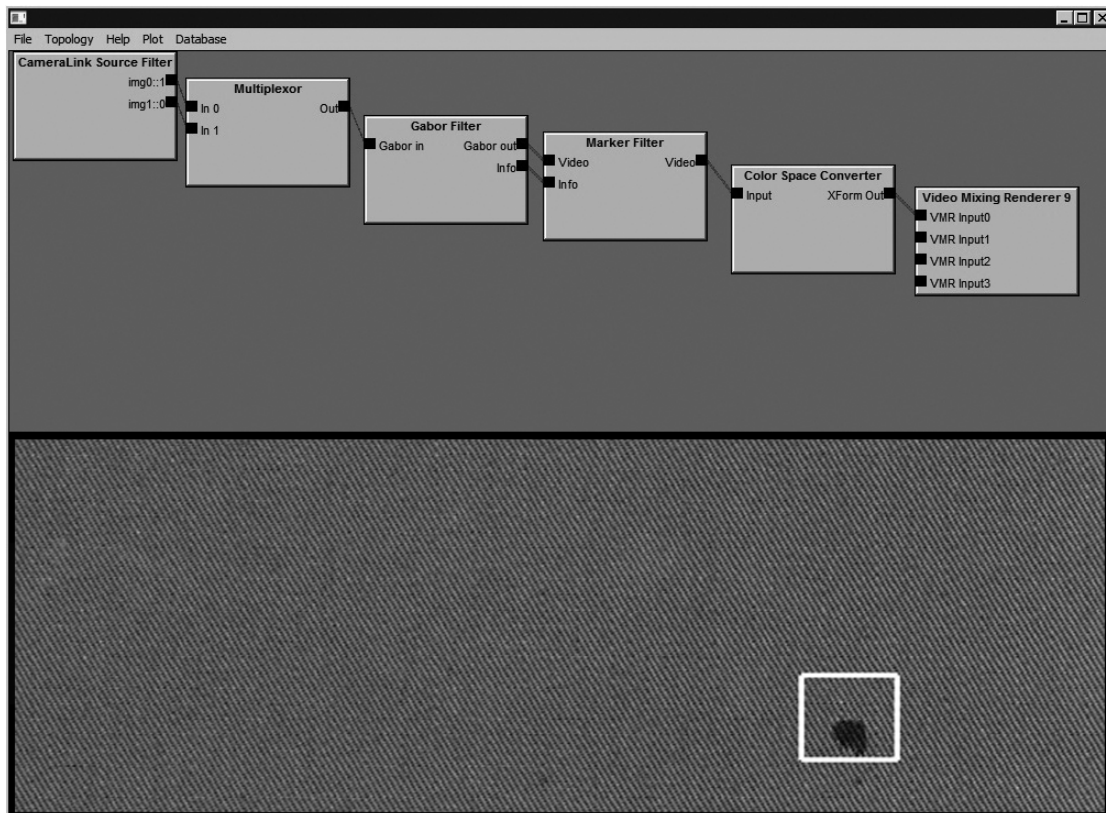 File Topology Help Plot Database
CameraLink Source Filter
img0::1
img1::0
Multiplexor
In 0 Out
In 1
Gabor Filter
Gabor in Gabor out
Info
Marker Filter
Video Video
Info
Color Space Converter
Input XForm Out
Video Mixing Renderer 9
VMR Input0
VMR Input1
VMR Input2
VMR Input3